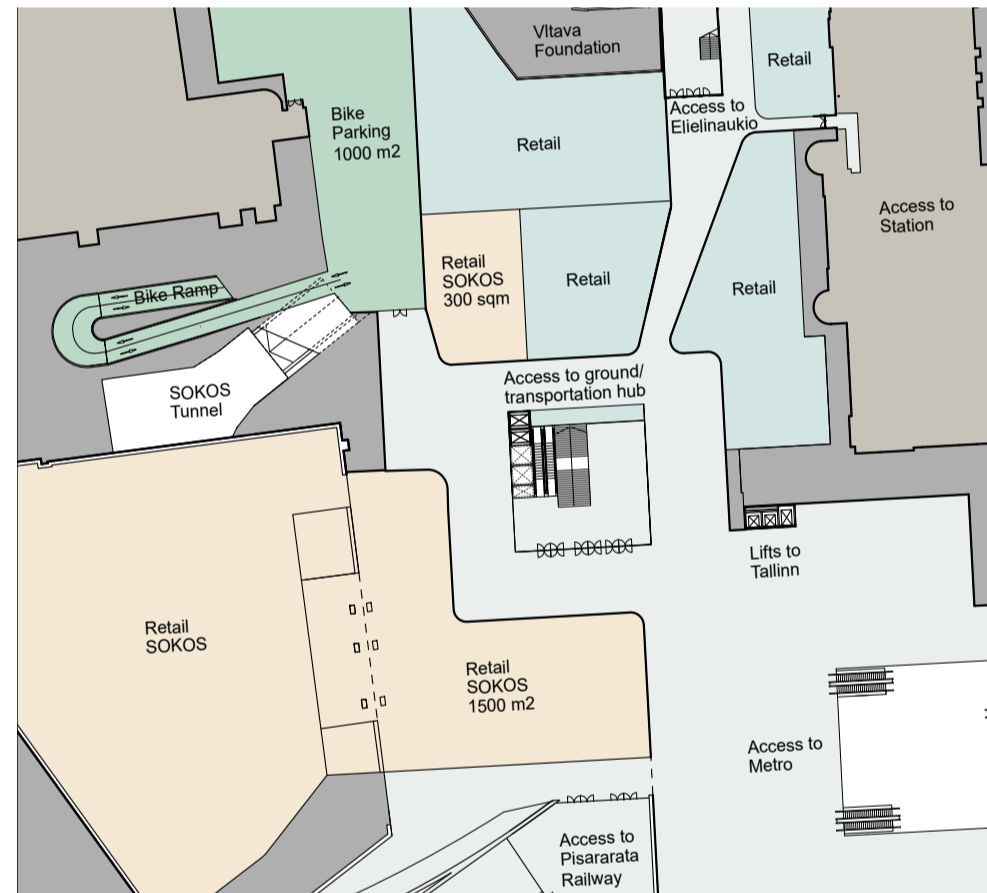 Vltava
Foundation
Retail
Bike
Parking
1000 m2
Access to
Elielinaukio
Retail
Access to
Station
Retail
SOKOS
300 sqm
Retail
Retail
Bike Ramp
SOKOS
Tunnel
Access to ground/
transportation hub
Lifts to
Tallinn
Retail
SOKOS
Retail
SOKOS
1500 m2
Access to
Metro
Access to
Pisararata
Railway